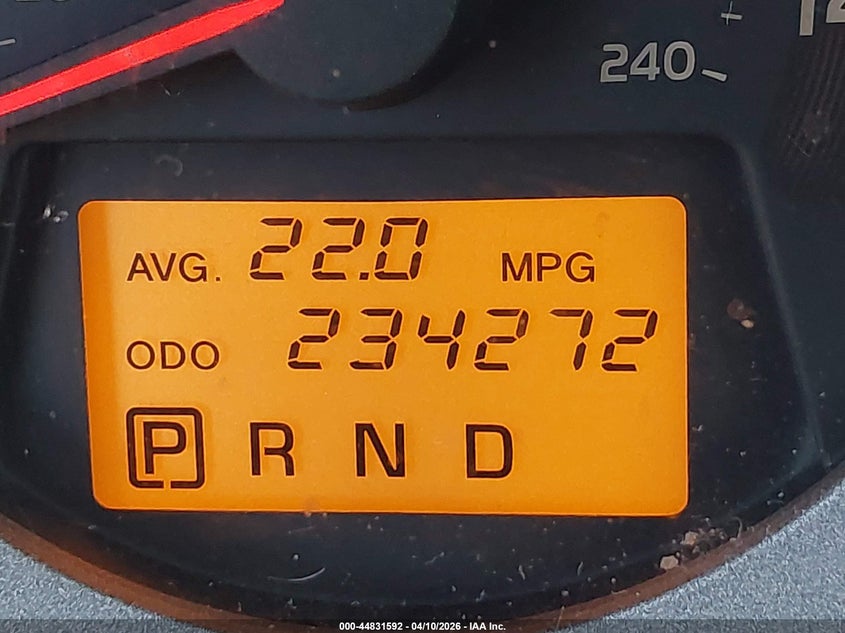 240
AVG. 22.0 MPG
ODO 234272
P R N D
000-44831592 - 04/10/2026 - IAA Inc.